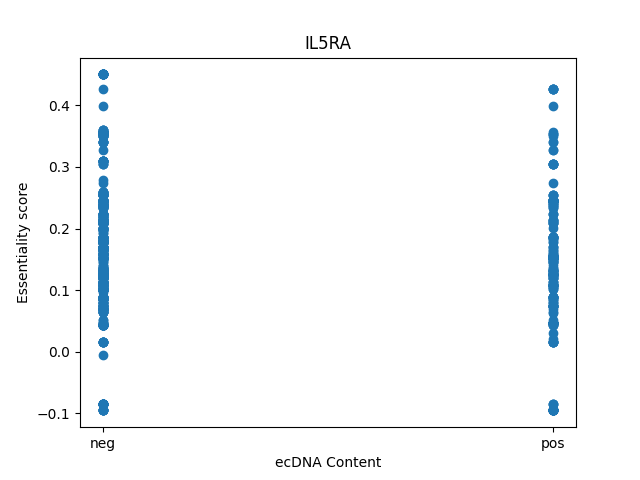 IL5RA
Essentiality score
0.4
0.3
0.2
0.1
0.0
−0.1
neg
pos
ecDNA Content